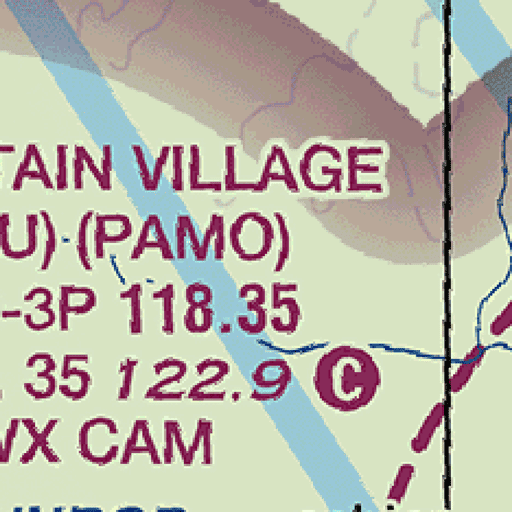 TAIN VILLAGE
U) (PAMO)
-3P 118.35
35 122.9 C
WX CAM